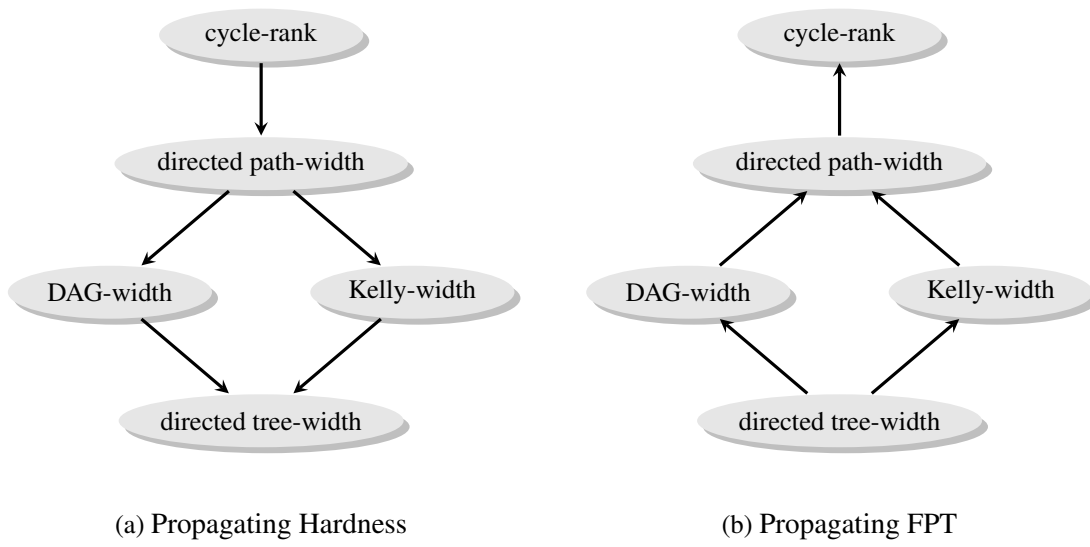 cycle-rank
directed path-width
DAG-width
Kelly-width
directed tree-width
(a) Propagating Hardness
cycle-rank
directed path-width
DAG-width
Kelly-width
directed tree-width
(b) Propagating FPT